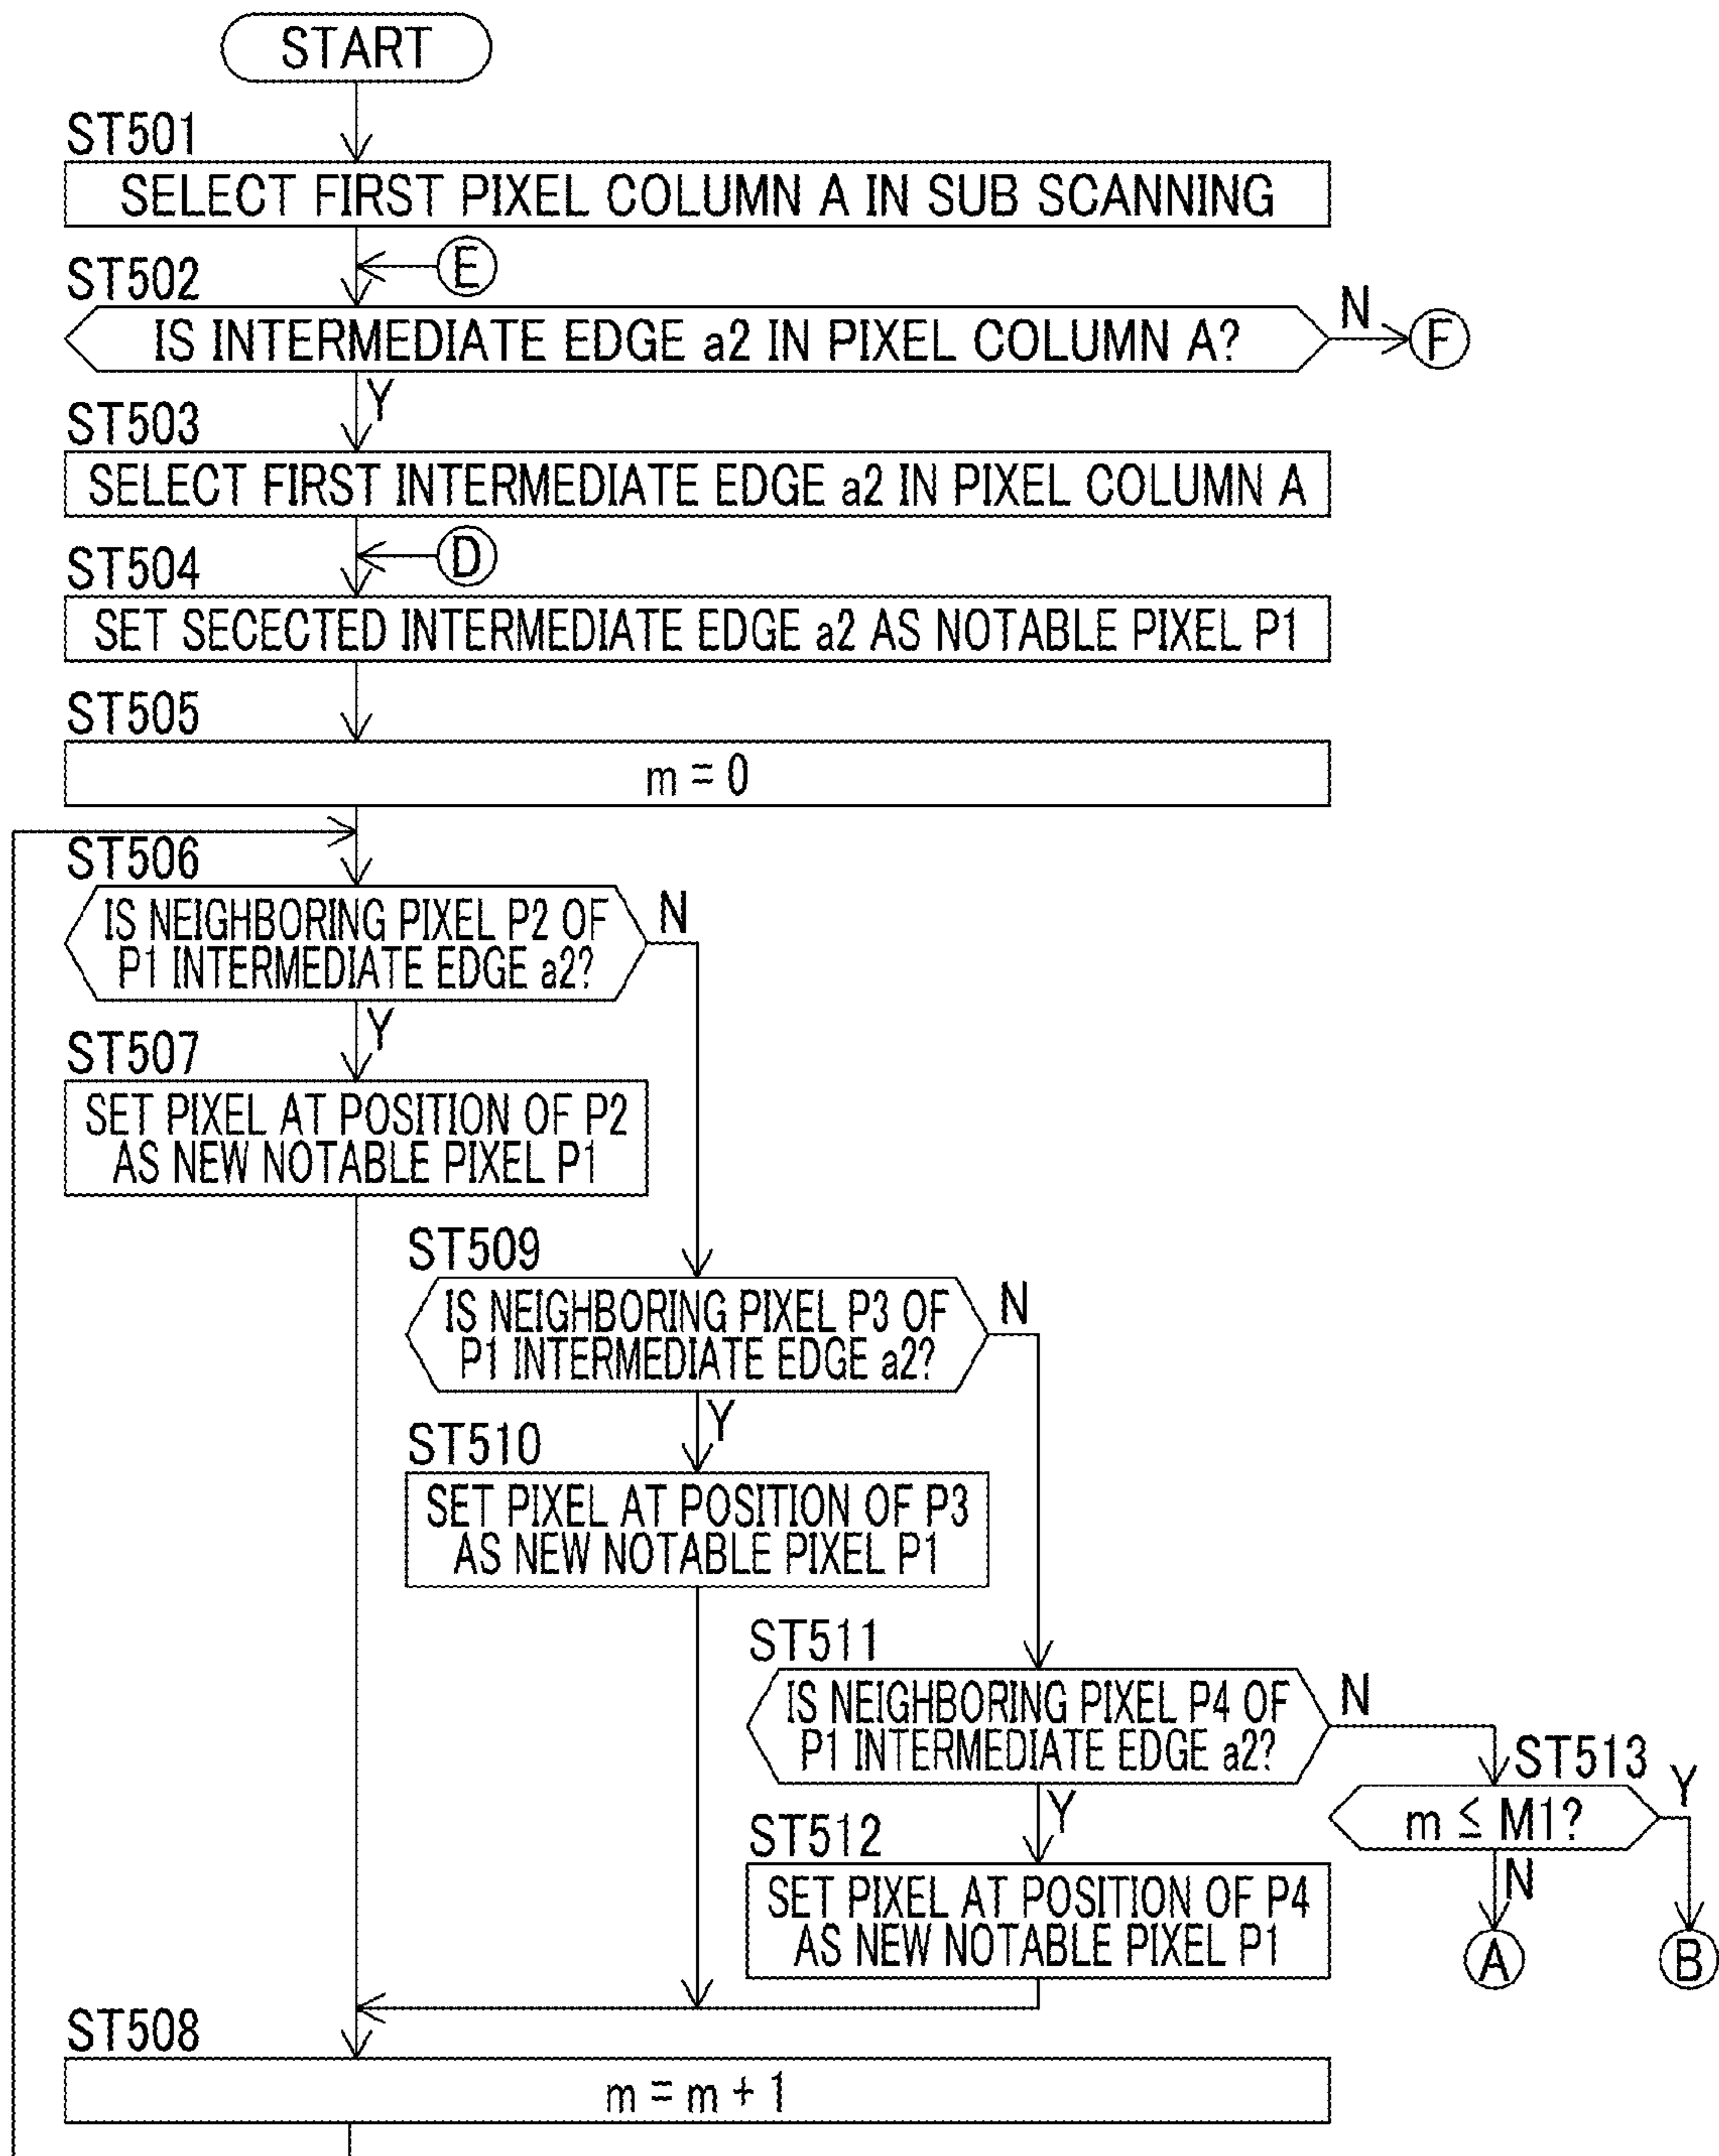 START
ST501
SELECT FIRST PIXEL COLUMN A IN SUB SCANNING
E
ST502
IS INTERMEDIATE EDGE a2 IN PIXEL COLUMN A?
N
F
Y
ST503
SELECT FIRST INTERMEDIATE EDGE a2 IN PIXEL COLUMN A
D
ST504
SET SECECTED INTERMEDIATE EDGE a2 AS NOTABLE PIXEL P1
ST505
m = 0
ST506
IS NEIGHBORING PIXEL P2 OF
P1 INTERMEDIATE EDGE a2?
N
Y
ST507
SET PIXEL AT POSITION OF P2
AS NEW NOTABLE PIXEL P1
ST509
IS NEIGHBORING PIXEL P3 OF
P1 INTERMEDIATE EDGE a2?
N
Y
ST510
SET PIXEL AT POSITION OF P3
AS NEW NOTABLE PIXEL P1
ST511
IS NEIGHBORING PIXEL P4 OF
P1 INTERMEDIATE EDGE a2?
N
Y
ST513
m ≤ M1?
Y
N
A
B
ST512
SET PIXEL AT POSITION OF P4
AS NEW NOTABLE PIXEL P1
ST508
m = m + 1